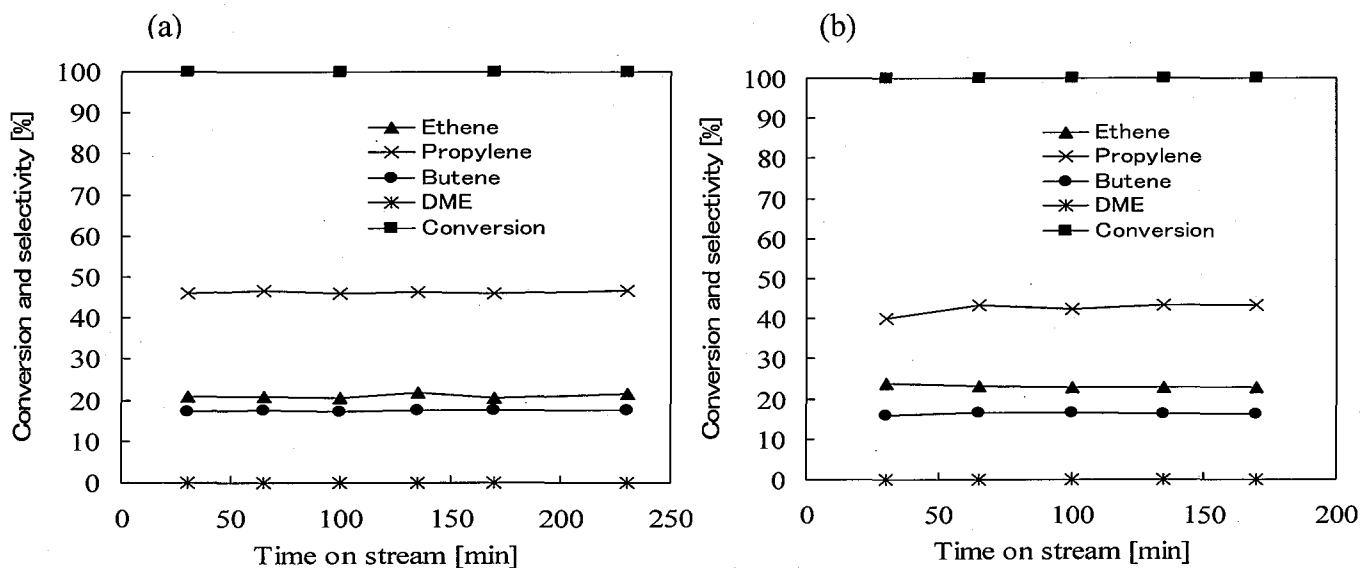 (a)
Conversion and selectivity [%]
100
90
80
70
60
50
40
30
20
10
0
Ethene
Propylene
Butene
DME
Conversion
0 50 100 150 200 250
Time on stream [min]
(b)
Conversion and selectivity [%]
100
90
80
70
60
50
40
30
20
10
0
Ethene
Propylene
Butene
DME
Conversion
0 50 100 150 200
Time on stream [min]